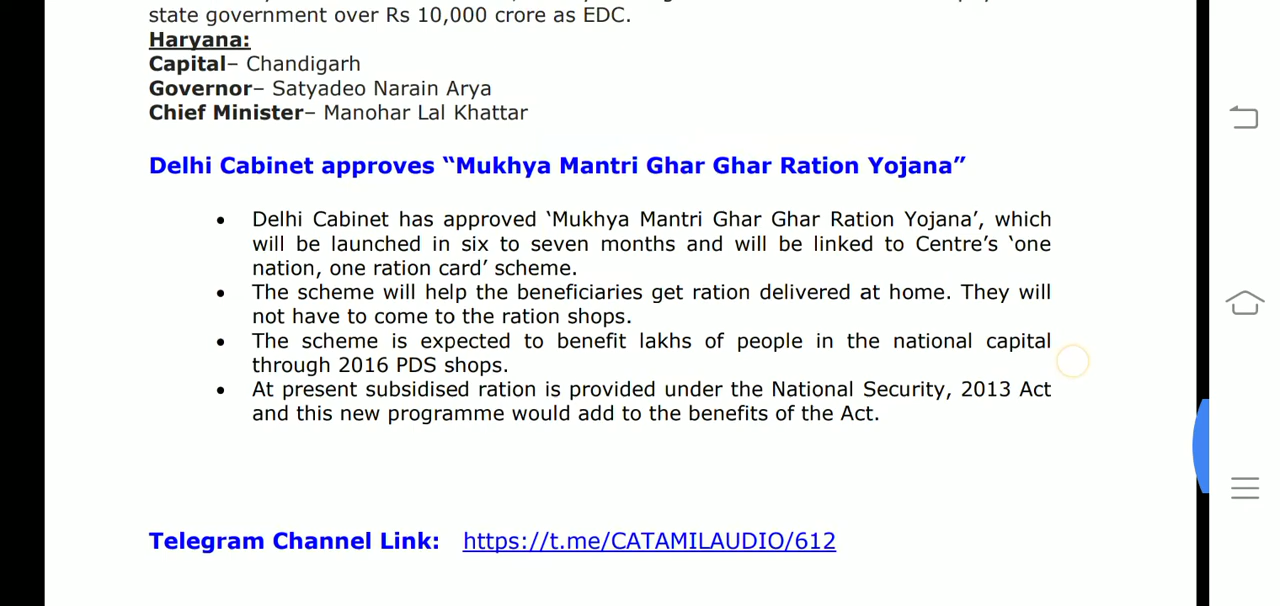 state government over Rs 10,000 crore as EDC.
Haryana:
Capital– Chandigarh
Governor– Satyadeo Narain Arya
Chief Minister– Manohar Lal Khattar
Delhi Cabinet approves “Mukhya Mantri Ghar Ghar Ration Yojana”
• Delhi Cabinet has approved ‘Mukhya Mantri Ghar Ghar Ration Yojana’, which
will be launched in six to seven months and will be linked to Centre’s ‘one
nation, one ration card’ scheme.
• The scheme will help the beneficiaries get ration delivered at home. They will
not have to come to the ration shops.
• The scheme is expected to benefit lakhs of people in the national capital
through 2016 PDS shops.
• At present subsidised ration is provided under the National Security, 2013 Act
and this new programme would add to the benefits of the Act.
Telegram Channel Link: https://t.me/CATAMILAUDIO/612